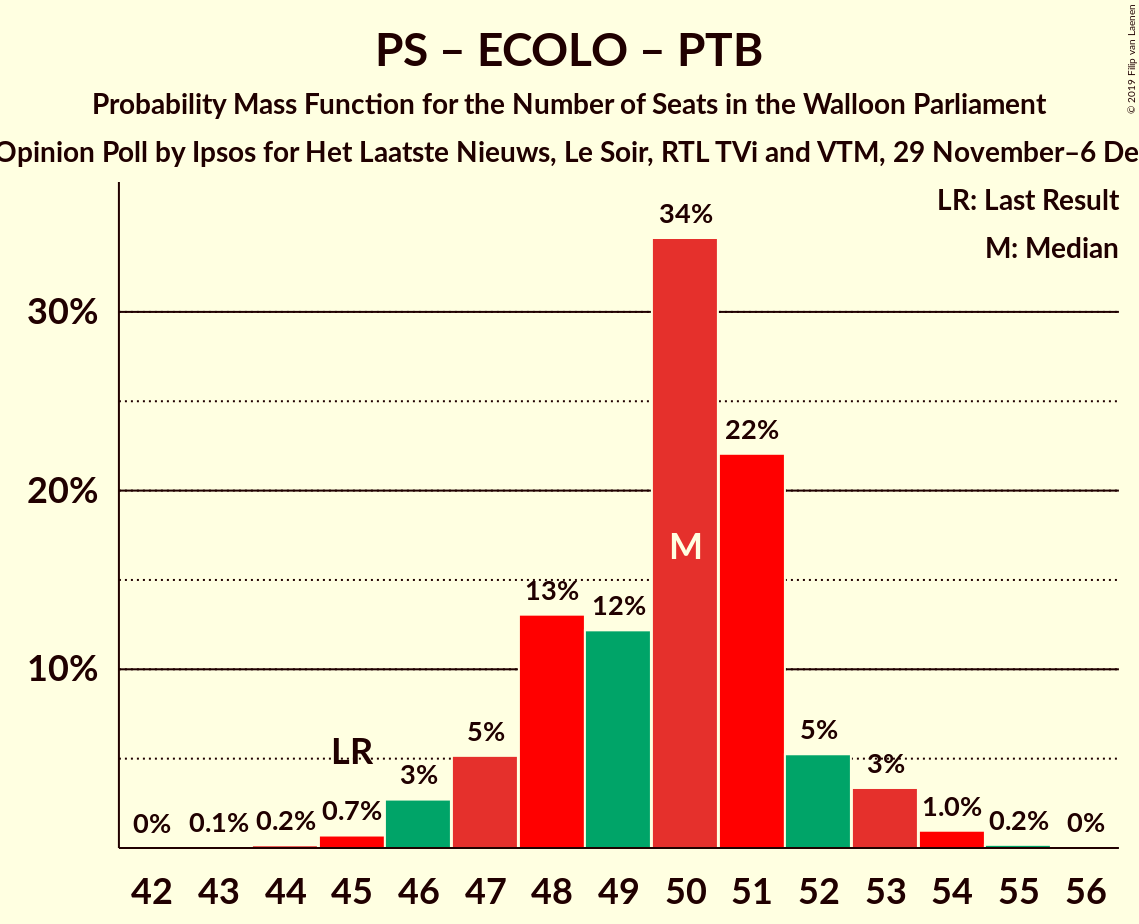 PS – ECOLO – PTB
Probability Mass Function for the Number of Seats in the Walloon Parliament
Opinion Poll by Ipsos for Het Laatste Nieuws, Le Soir, RTL TVi and VTM, 29 November–6 De
© 2019 Filip van Laenen
LR: Last Result
M: Median
30%
20%
10%
0% 0.1% 0.2% 0.7% 3% 5% 13% 12% 34% 22% 5% 3% 1.0% 0.2% 0%
LR
M
42 43 44 45 46 47 48 49 50 51 52 53 54 55 56